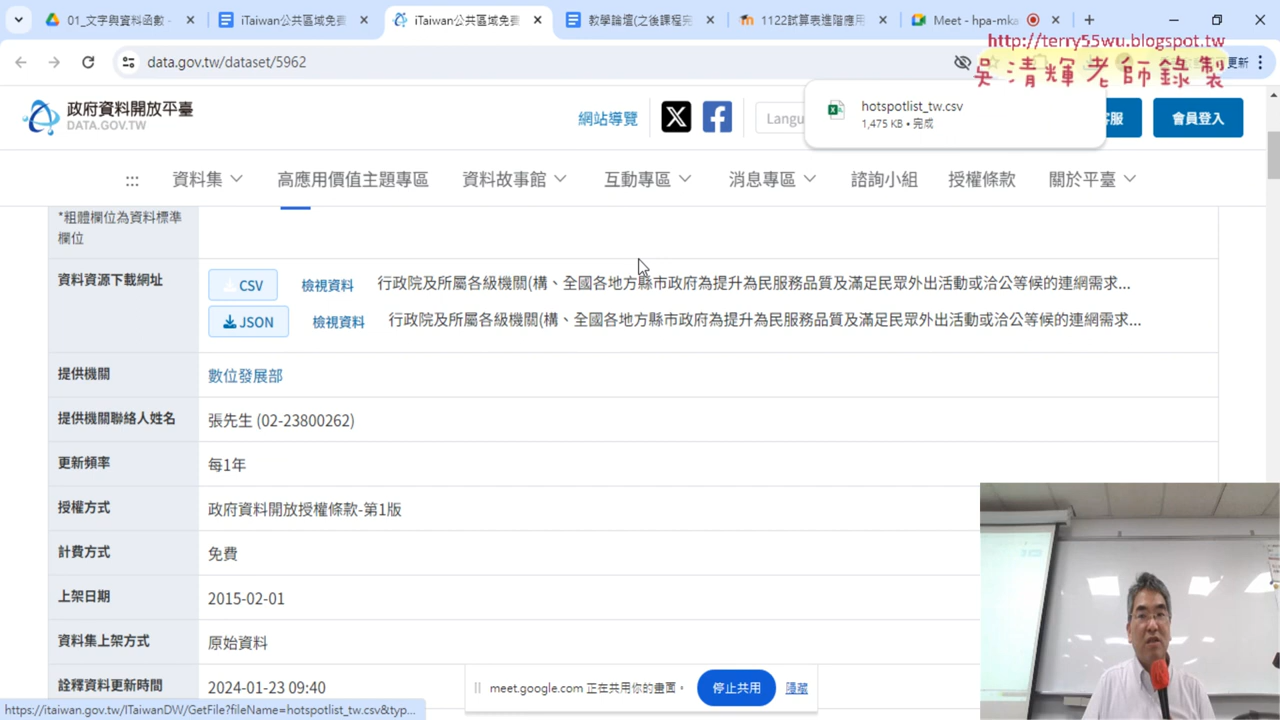 01_文字與資料函數 -
iTaiwan公共區域免費
iTaiwan公共區域免費
教學論壇(之後課程完
1122試算表進階應用
Meet - hpa-mka
http://terry55wu.blogspot.tw
data.gov.tw/dataset/5962
吳清輝老師錄製
更新
政府資料開放平臺
DATA.GOV.TW
網站導覽
Langu
hotspotlist_tw.csv
1,475 KB • 完成
客服
會員登入
資料集
高應用價值主題專區
資料故事館
互動專區
消息專區
諮詢小組
授權條款
關於平臺
*粗體欄位為資料標準
欄位
資料資源下載網址
CSV
檢視資料
行政院及所屬各級機關(構、全國各地方縣市政府為提升為民服務品質及滿足民眾外出活動或洽公等候的連網需求...
JSON
檢視資料
行政院及所屬各級機關(構、全國各地方縣市政府為提升為民服務品質及滿足民眾外出活動或洽公等候的連網需求...
提供機關
數位發展部
提供機關聯絡人姓名
張先生 (02-23800262)
更新頻率
每1年
授權方式
政府資料開放授權條款-第1版
計費方式
免費
上架日期
2015-02-01
資料集上架方式
原始資料
詮釋資料更新時間
2024-01-23 09:40
meet.google.com 正在共用你的畫面。
停止共用
隱藏
https://itaiwan.gov.tw/ITaiwanDW/GetFile?fileName=hotspotlist_tw.csv&typ...